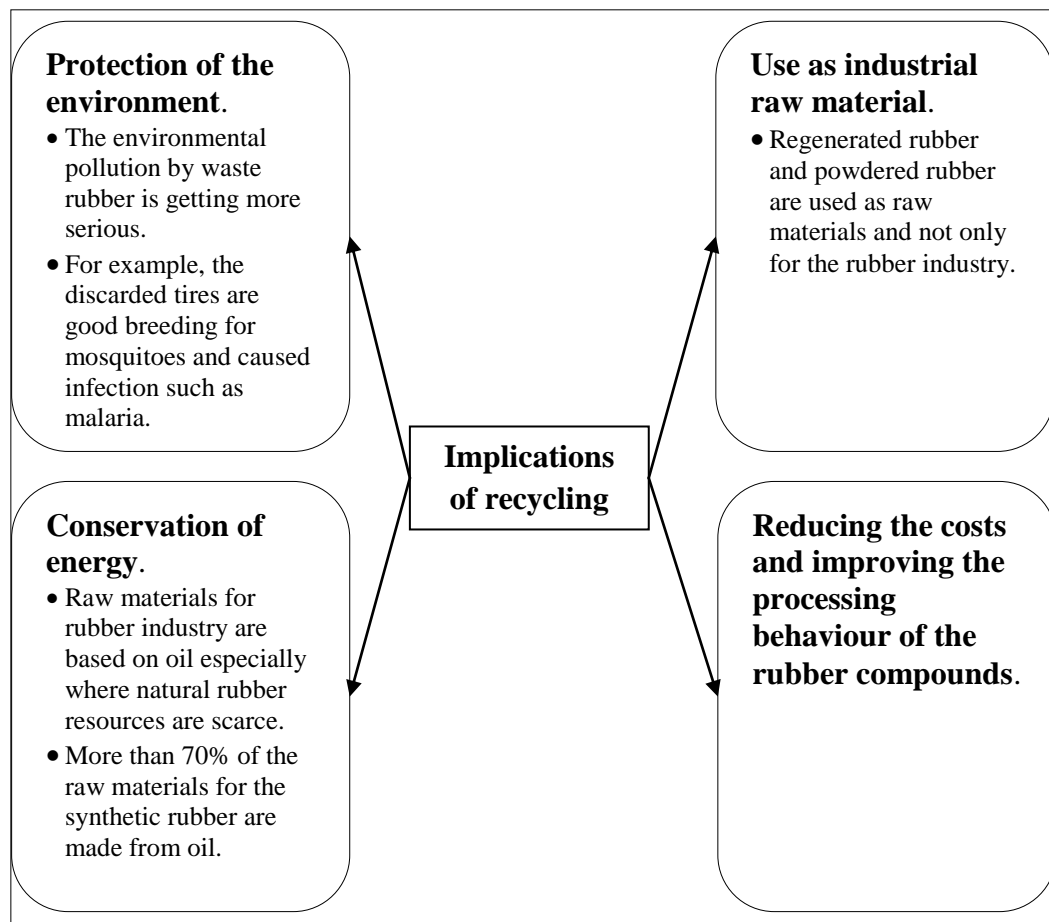 Protection of the
environment.
• The environmental
pollution by waste
rubber is getting more
serious.
• For example, the
discarded tires are
good breeding for
mosquitoes and caused
infection such as
malaria.
Use as industrial
raw material.
• Regenerated rubber
and powdered rubber
are used as raw
materials and not only
for the rubber industry.
Implications
of recycling
Conservation of
energy.
• Raw materials for
rubber industry are
based on oil especially
where natural rubber
resources are scarce.
• More than 70% of the
raw materials for the
synthetic rubber are
made from oil.
Reducing the costs
and improving the
processing
behaviour of the
rubber compounds.